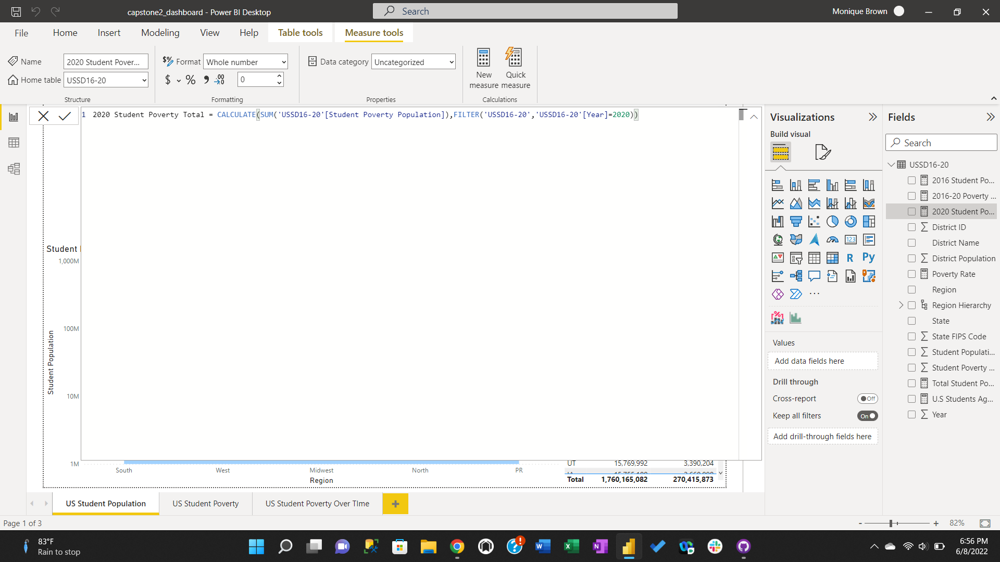 capstone2_dashboard - Power BI Desktop
Search
Monique Brown
File Home Insert Modeling View Help Table tools Measure tools
Name 2020 Student Pover...
Home table USSD16-20
Structure
$% Format Whole number
$ % 9 .00 →0 0
Formatting
Data category Uncategorized
Properties
New measure
Quick measure
Calculations
1 2020 Student Poverty Total = CALCULATE(SUM('USSD16-20'[Student Poverty Population]),FILTER('USSD16-20','USSD16-20'[Year]=2020))
Student
1,000M
100M
10M
1M
Student Population
South West Midwest North PR
Region
UT 15,769,992 3,390,204
Total 1,760,165,082 270,415,873
Visualizations
Build visual
123
R Py
...
Values
Add data fields here
Drill through
Cross-report Off
Keep all filters On
Add drill-through fields here
Fields
Search
USSD16-20
2016 Student Po...
2016-20 Poverty ...
2020 Student Po...
District ID
District Name
District Population
Poverty Rate
Region
Region Hierarchy
State
State FIPS Code
Student Populati...
Student Poverty ...
Total Student Po...
U.S Students Ag...
Year
US Student Population US Student Poverty US Student Poverty Over TIme +
Page 1 of 3
- + 82%
83°F
Rain to stop
6:56 PM
6/8/2022